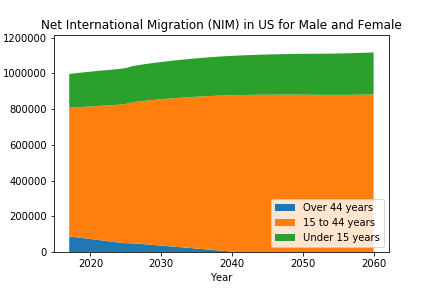 Net International Migration (NIM) in US for Male and Female
1200000
1000000
800000
600000
400000
200000
0
Over 44 years
15 to 44 years
Under 15 years
2020 2030 2040 2050 2060
Year